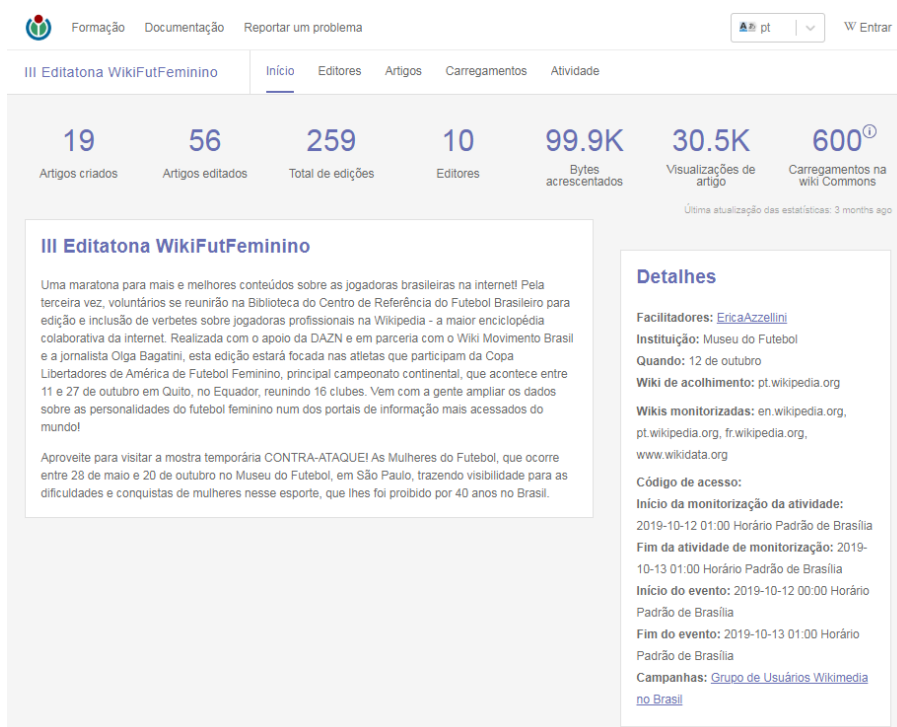 Formação Documentação Reportar um problema
pt
W Entrar
III Editatona WikiFutFeminino
Início Editores Artigos Carregamentos Atividade
19
Artigos criados
56
Artigos editados
259
Total de edições
10
Editores
99.9K
Bytes
acrescentados
30.5K
Visualizações de
artigo
600
Carregamentos na
wiki Commons
Última atualização das estatísticas: 3 months ago
III Editatona WikiFutFeminino
Uma maratona para mais e melhores conteúdos sobre as jogadoras brasileiras na internet! Pela
terceira vez, voluntários se reunirão na Biblioteca do Centro de Referência do Futebol Brasileiro para
edição e inclusão de verbetes sobre jogadoras profissionais na Wikipedia - a maior enciclopédia
colaborativa da internet. Realizada com o apoio da DAZN e em parceria com o Wiki Movimento Brasil
e a jornalista Olga Bagatini, esta edição estará focada nas atletas que participam da Copa
Libertadores de América de Futebol Feminino, principal campeonato continental, que acontece entre
11 e 27 de outubro em Quito, no Equador, reunindo 16 clubes. Vem com a gente ampliar os dados
sobre as personalidades do futebol feminino num dos portais de informação mais acessados do
mundo!
Aproveite para visitar a mostra temporária CONTRA-ATAQUE! As Mulheres do Futebol, que ocorre
entre 28 de maio e 20 de outubro no Museu do Futebol, em São Paulo, trazendo visibilidade para as
dificuldades e conquistas de mulheres nesse esporte, que lhes foi proibido por 40 anos no Brasil.
Detalhes
Facilitadores: EricaAzzellini
Instituição: Museu do Futebol
Quando: 12 de outubro
Wiki de acolhimento: pt.wikipedia.org
Wikis monitorizadas: en.wikipedia.org,
pt.wikipedia.org, fr.wikipedia.org,
www.wikidata.org
Código de acesso:
Início da monitorização da atividade:
2019-10-12 01:00 Horário Padrão de Brasília
Fim da atividade de monitorização: 2019-
10-13 01:00 Horário Padrão de Brasília
Início do evento: 2019-10-12 00:00 Horário
Padrão de Brasília
Fim do evento: 2019-10-13 01:00 Horário
Padrão de Brasília
Campanhas: Grupo de Usuários Wikimedia
no Brasil